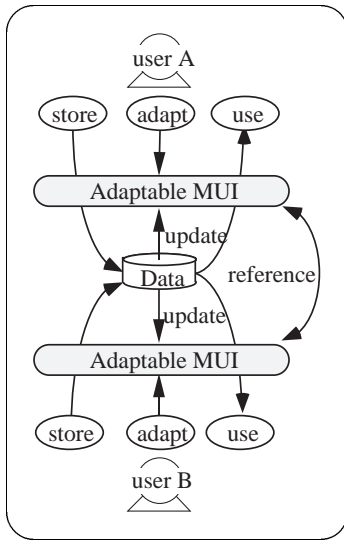 user A
store adapt use
Adaptable MUI
update
Data
reference
update
Adaptable MUI
store adapt use
user B